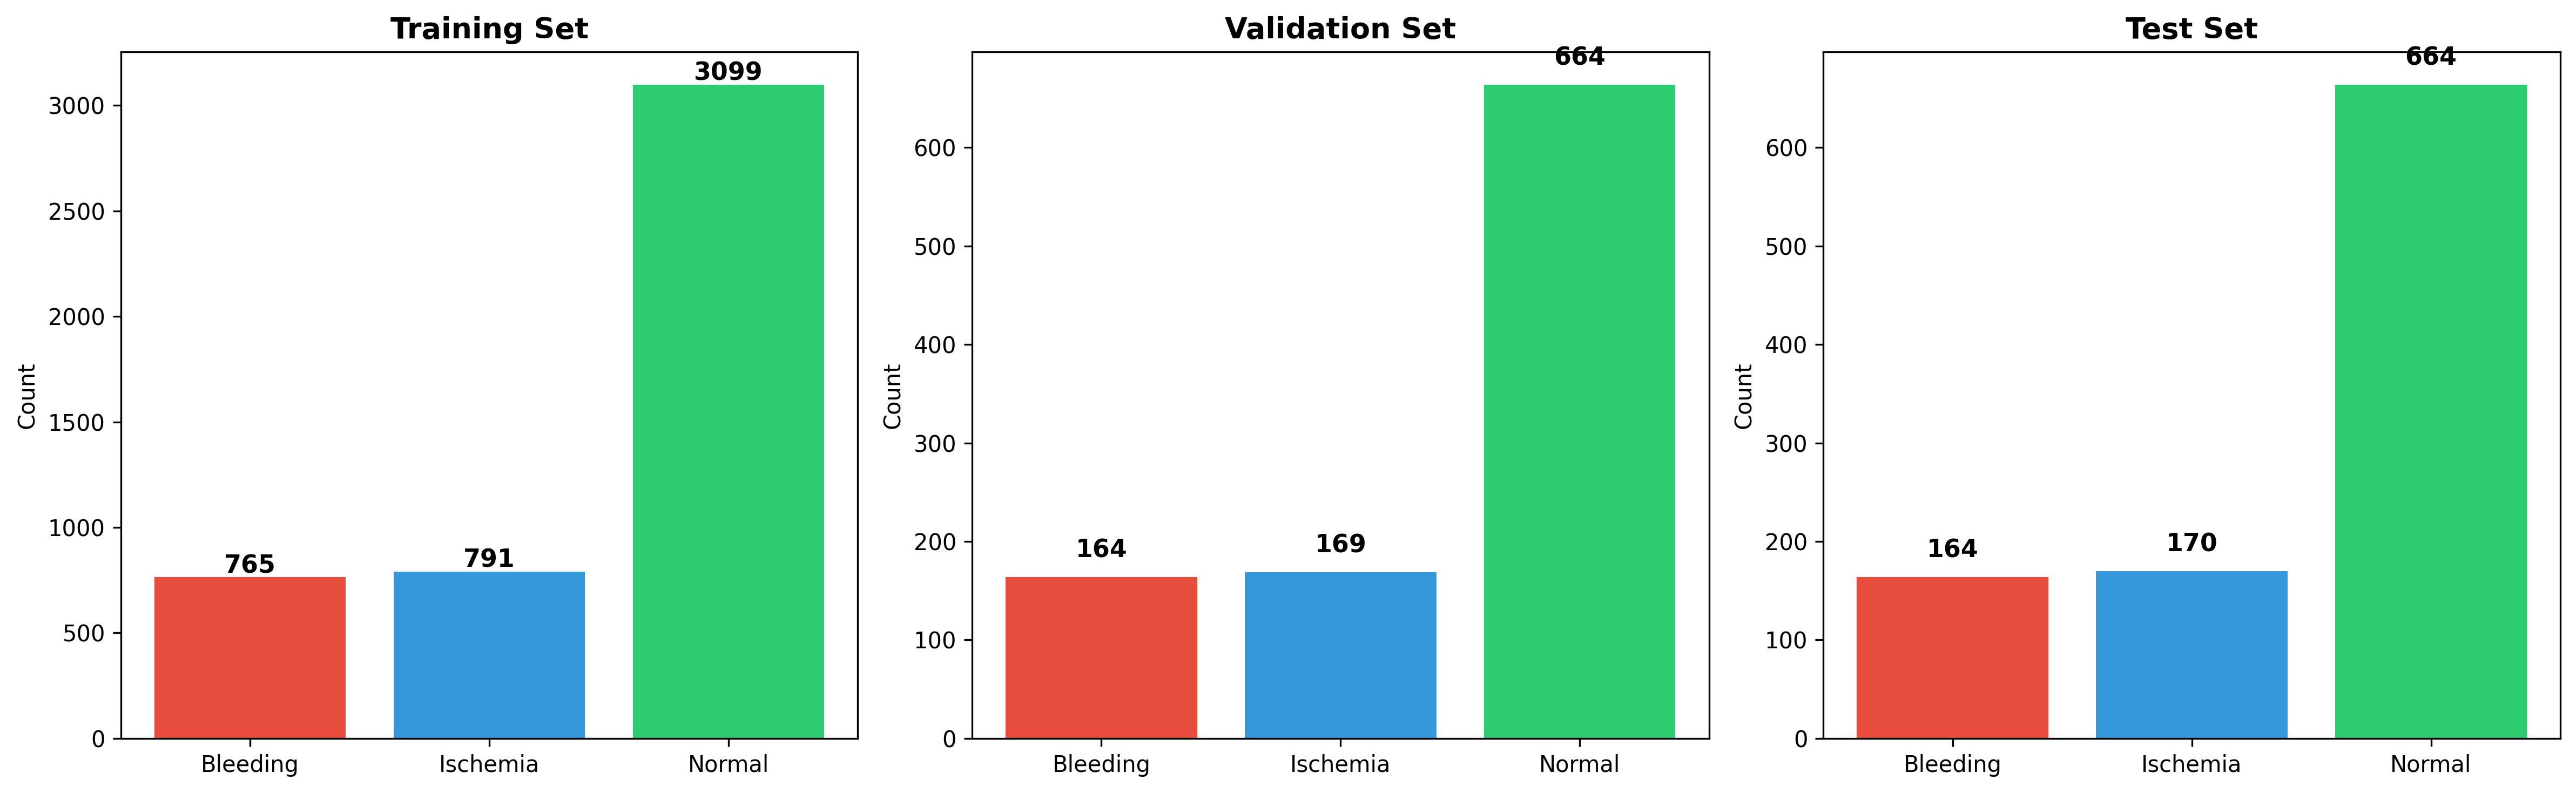 Training Set
3099
3000
2500
2000
1500
1000
500
0
Count
765
791
Bleeding
Ischemia
Normal
Validation Set
664
600
500
400
300
200
100
0
Count
164
169
Bleeding
Ischemia
Normal
Test Set
664
600
500
400
300
200
100
0
Count
164
170
Bleeding
Ischemia
Normal